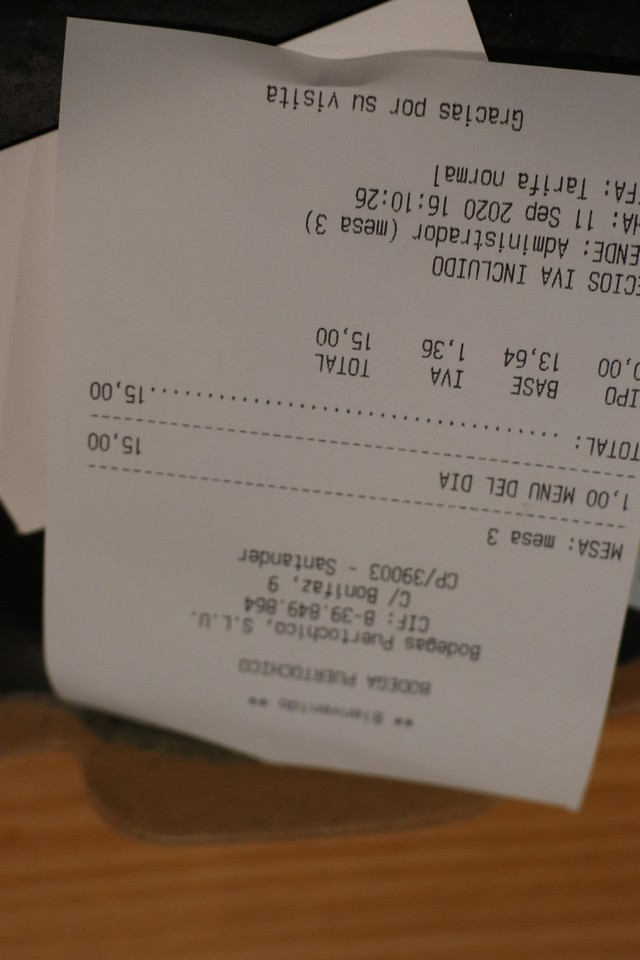 ** Bienvenido **
BODEGA PUERTOCHICO
Bodegas Puertochico, S.L.U.
CIF: B-39.849.864
C/ Bonifaz, 9
CP/39003 - Santander
MESA: mesa 3
1,00 MENU DEL DIA 15,00
TOTAL: ..............................15,00
IPO BASE IVA TOTAL
0,00 13,64 1,36 15,00
ECIOS IVA INCLUIDO
ENDE: Administrador (mesa 3)
HA: 11 Sep 2020 16:10:26
FA: Tarifa normal
Gracias por su visita